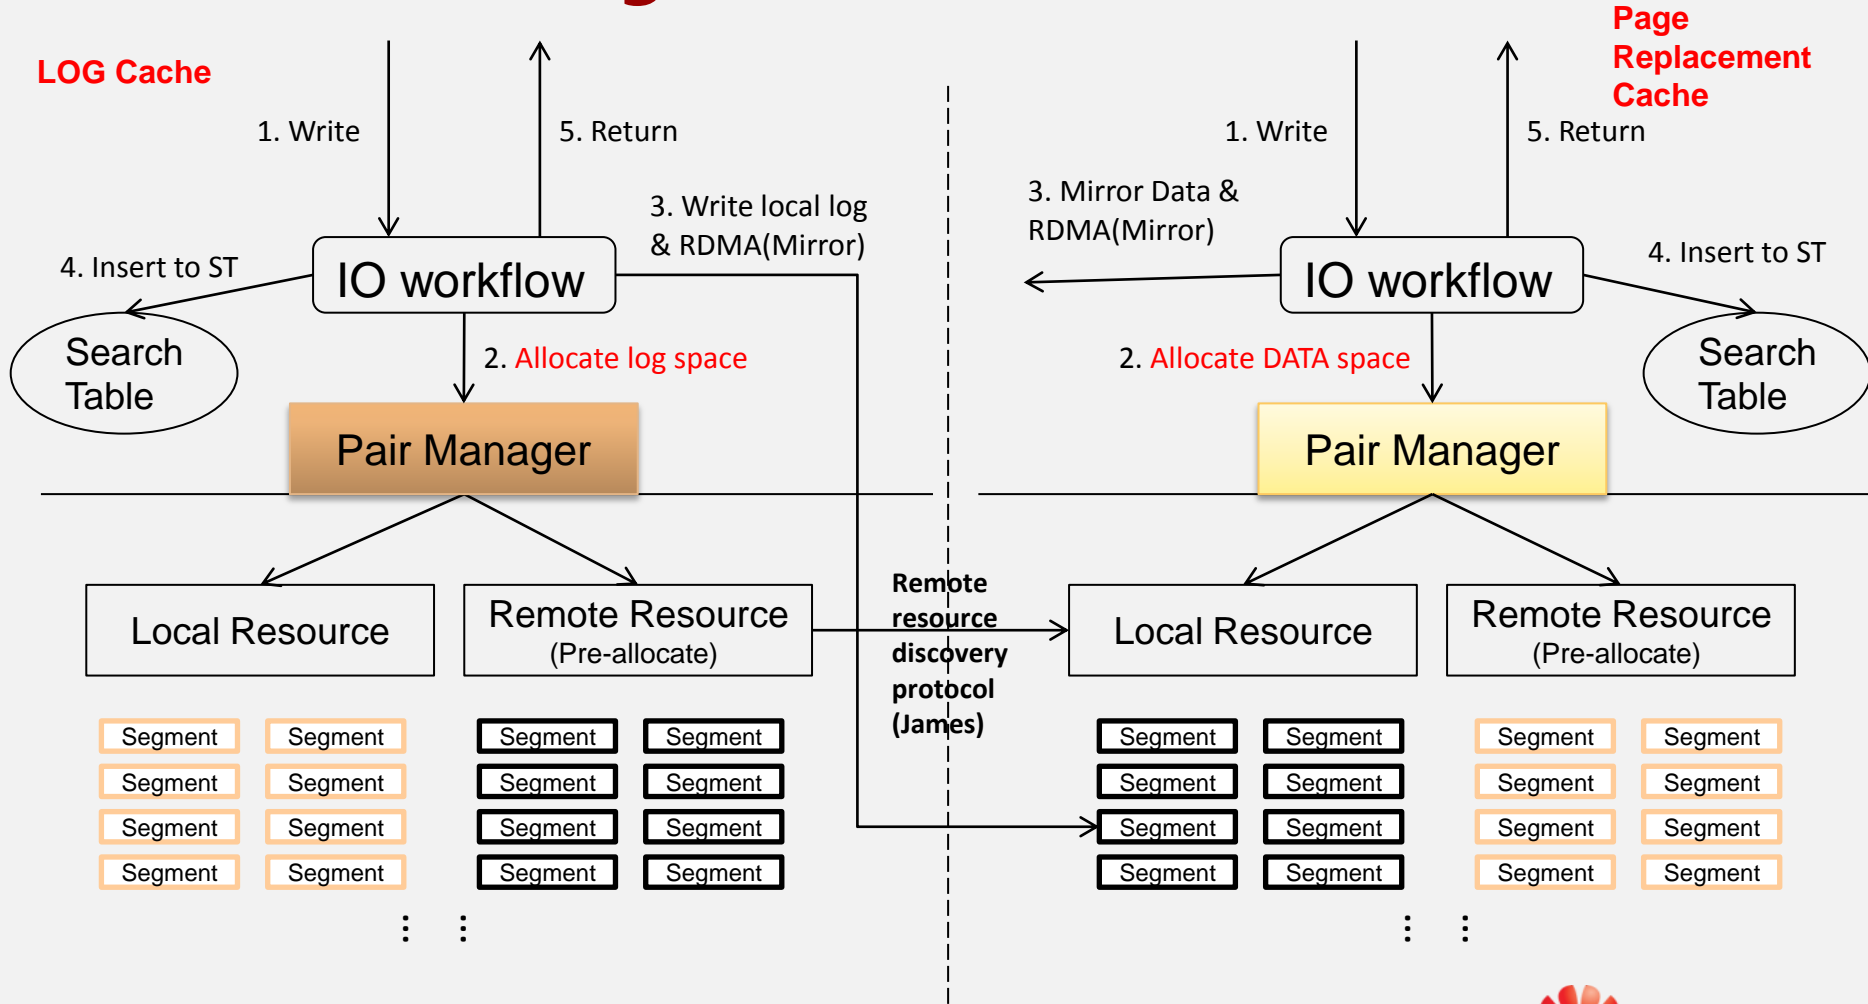 LOG Cache
1. Write
5. Return
3. Write local log
& RDMA(Mirror)
4. Insert to ST
IO workflow
Search
Table
2. Allocate log space
Pair Manager
Local Resource
Remote Resource
(Pre-allocate)
Segment Segment Segment Segment
Segment Segment Segment Segment
Segment Segment Segment Segment
Segment Segment Segment Segment
Remote
resource
discovery
protocol
(James)
Page
Replacement
Cache
1. Write
5. Return
3. Mirror Data &
RDMA(Mirror)
IO workflow
4. Insert to ST
Search
Table
2. Allocate DATA space
Pair Manager
Local Resource
Remote Resource
(Pre-allocate)
Segment Segment Segment Segment
Segment Segment Segment Segment
Segment Segment Segment Segment
Segment Segment Segment Segment